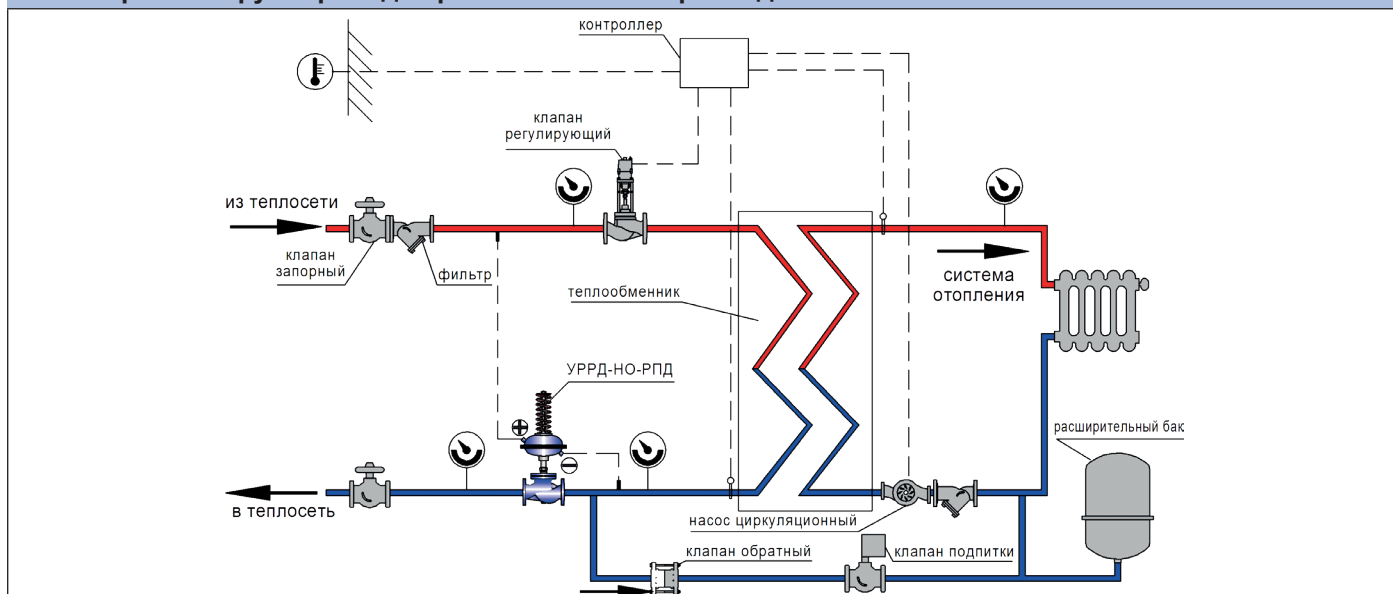 контроллер
клапан
регулирующий
из теплосети
клапан
запорный
фильтр
теплообменник
система
отопления
УРРД-НО-РПД
расширительный бак
в теплосеть
насос циркуляционный
клапан обратный
клапан подпитки